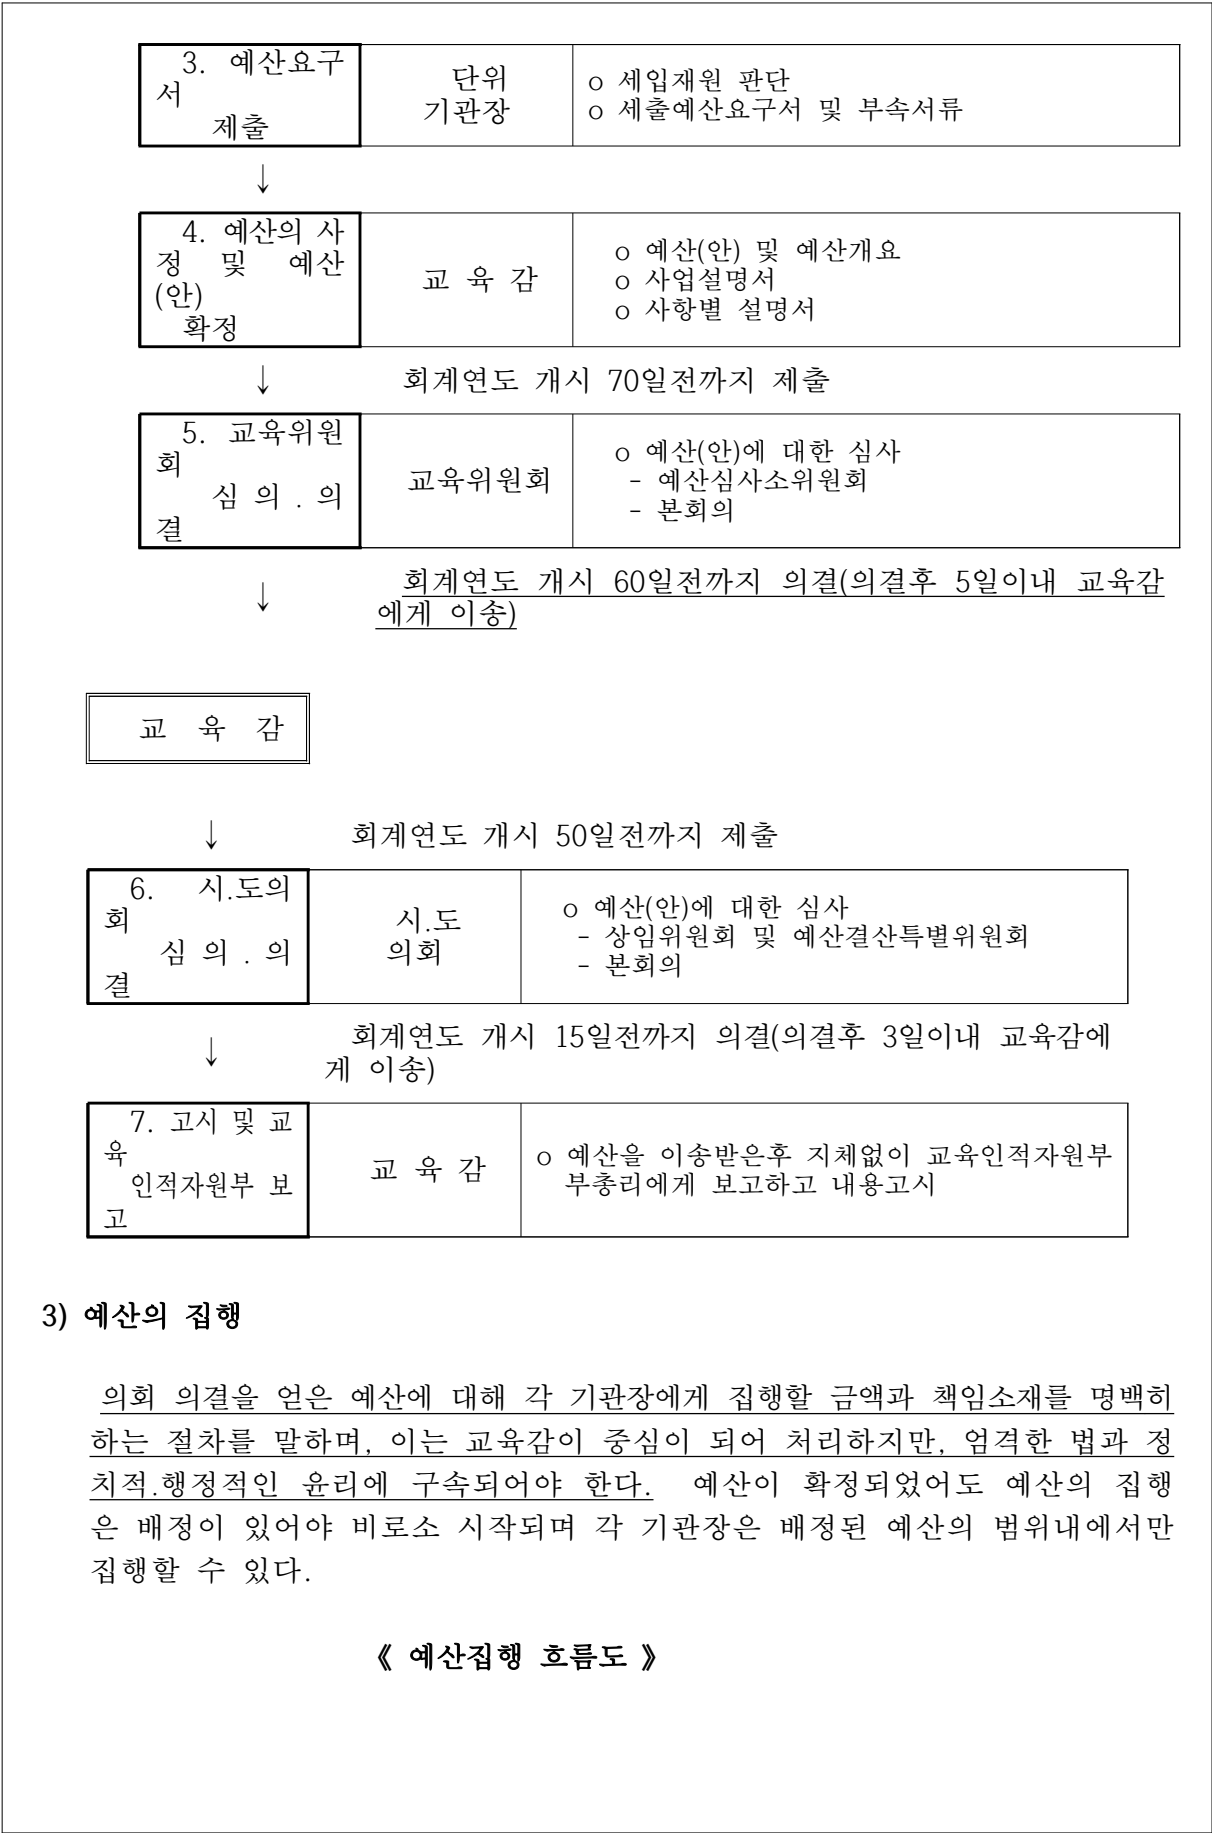 3. 예산요구
서
제출
단위
기관장
o 세입재원 판단
o 세출예산요구서 및 부속서류
↓
4. 예산의 사
정 및 예산
(안)
확정
교 육 감
o 예산(안) 및 예산개요
o 사업설명서
o 사항별 설명서
↓ 회계연도 개시 70일전까지 제출
5. 교육위원
회
심 의 . 의
결
교육위원회
o 예산(안)에 대한 심사
- 예산심사소위원회
- 본회의
↓
회계연도 개시 60일전까지 의결(의결후 5일이내 교육감
에게 이송)
교 육 감
↓ 회계연도 개시 50일전까지 제출
6. 시.도의
회
심 의 . 의
결
시.도
의회
o 예산(안)에 대한 심사
- 상임위원회 및 예산결산특별위원회
- 본회의
↓
회계연도 개시 15일전까지 의결(의결후 3일이내 교육감에
게 이송)
7. 고시 및 교
육
인적자원부 보
고
교 육 감
o 예산을 이송받은후 지체없이 교육인적자원부
부총리에게 보고하고 내용고시
3) 예산의 집행
의회 의결을 얻은 예산에 대해 각 기관장에게 집행할 금액과 책임소재를 명백히
하는 절차를 말하며, 이는 교육감이 중심이 되어 처리하지만, 엄격한 법과 정
치적.행정적인 윤리에 구속되어야 한다. 예산이 확정되었어도 예산의 집행
은 배정이 있어야 비로소 시작되며 각 기관장은 배정된 예산의 범위내에서만
집행할 수 있다.
《 예산집행 흐름도 》